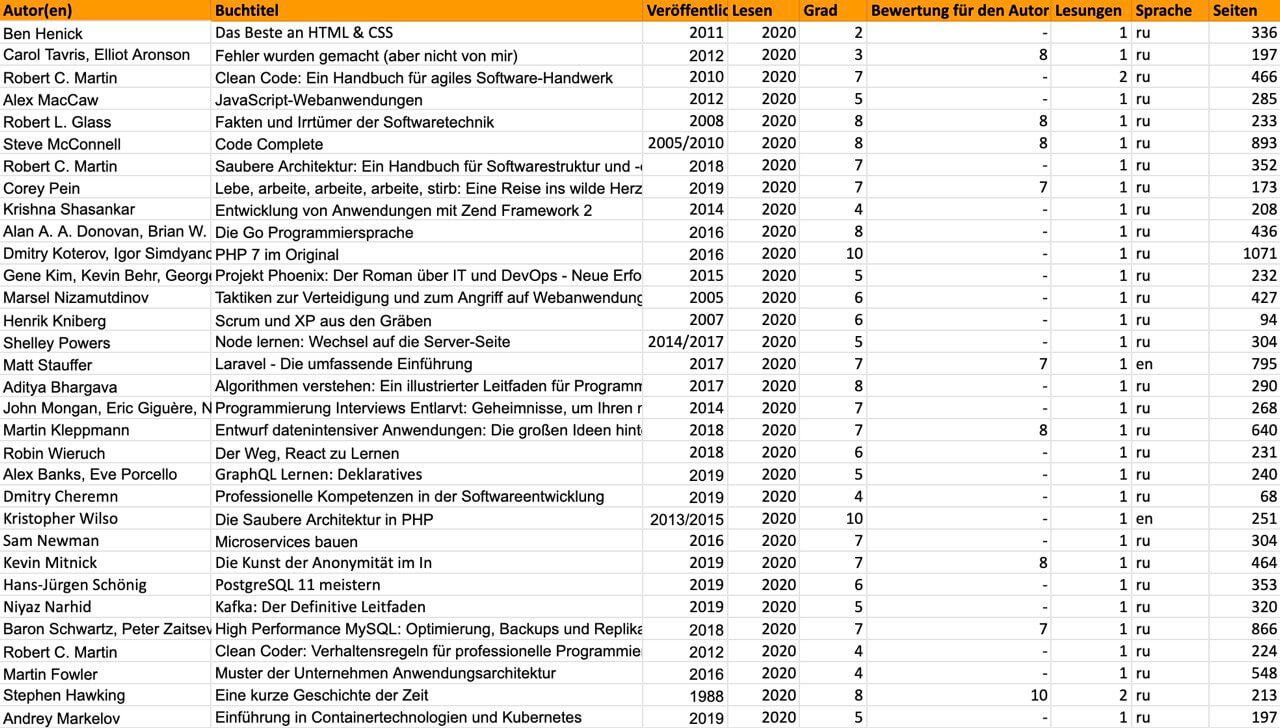 Autor(en) Buchtitel Veröffentlic Lesen Grad Bewertung für den Autor Lesungen Sprache Seiten
Ben Henick Das Beste an HTML & CSS 2011 2020 2 - 1 ru 336
Carol Tavris, Elliot Aronson Fehler wurden gemacht (aber nicht von mir) 2012 2020 3 8 1 ru 197
Robert C. Martin Clean Code: Ein Handbuch für agiles Software-Handwerk 2010 2020 7 - 2 ru 466
Alex MacCaw JavaScript-Webanwendungen 2012 2020 5 - 1 ru 285
Robert L. Glass Fakten und Irrtümer der Softwaretechnik 2008 2020 8 8 1 ru 233
Steve McConnell Code Complete 2005/2010 2020 8 8 1 ru 893
Robert C. Martin Saubere Architektur: Ein Handbuch für Softwarestruktur und - 2018 2020 7 - 1 ru 352
Corey Pein Lebe, arbeite, arbeite, arbeite, stirb: Eine Reise ins wilde Herz 2019 2020 7 7 1 ru 173
Krishna Shasankar Entwicklung von Anwendungen mit Zend Framework 2 2014 2020 4 - 1 ru 208
Alan A. A. Donovan, Brian W. Die Go Programmiersprache 2016 2020 8 - 1 ru 436
Dmitry Koterov, Igor Simdyanc PHP 7 im Original 2016 2020 10 - 1 ru 1071
Gene Kim, Kevin Behr, George Projekt Phoenix: Der Roman über IT und DevOps - Neue Erfo 2015 2020 5 - 1 ru 232
Marsel Nizamutdinov Taktiken zur Verteidigung und zum Angriff auf Webanwendung 2005 2020 6 - 1 ru 427
Henrik Kniberg Scrum und XP aus den Gräben 2007 2020 6 - 1 ru 94
Shelley Powers Node lernen: Wechsel auf die Server-Seite 2014/2017 2020 5 - 1 ru 304
Matt Stauffer Laravel - Die umfassende Einführung 2017 2020 7 7 1 en 795
Aditya Bhargava Algorithmen verstehen: Ein illustrierter Leitfaden für Programm 2017 2020 8 - 1 ru 290
John Mongan, Eric Giguère, N Programmierung Interviews Entlarvt: Geheimnisse, um Ihren 2014 2020 7 - 1 ru 268
Martin Kleppmann Entwurf datenintensiver Anwendungen: Die großen Ideen hint 2018 2020 7 8 1 ru 640
Robin Wieruch Der Weg, React zu Lernen 2018 2020 6 - 1 ru 231
Alex Banks, Eve Porcello GraphQL Lernen: Deklaratives 2019 2020 5 - 1 ru 240
Dmitry Cheremn Professionelle Kompetenzen in der Softwareentwicklung 2019 2020 4 - 1 ru 68
Kristopher Wilso Die Saubere Architektur in PHP 2013/2015 2020 10 - 1 en 251
Sam Newman Microservices bauen 2016 2020 7 - 1 ru 304
Kevin Mitnick Die Kunst der Anonymität im In 2019 2020 7 8 1 ru 464
Hans-Jürgen Schönig PostgreSQL 11 meistern 2019 2020 6 - 1 ru 353
Niyaz Narhid Kafka: Der Definitive Leitfaden 2019 2020 5 - 1 ru 320
Baron Schwartz, Peter Zaitsev High Performance MySQL: Optimierung, Backups und Replika 2018 2020 7 7 1 ru 866
Robert C. Martin Clean Coder: Verhaltensregeln für professionelle Programmie 2012 2020 4 - 1 ru 224
Martin Fowler Muster der Unternehmen Anwendungsarchitektur 2016 2020 4 - 1 ru 548
Stephen Hawking Eine kurze Geschichte der Zeit 1988 2020 8 10 2 ru 213
Andrey Markelov Einführung in Containertechnologien und Kubernetes 2019 2020 5 - 1 ru 197